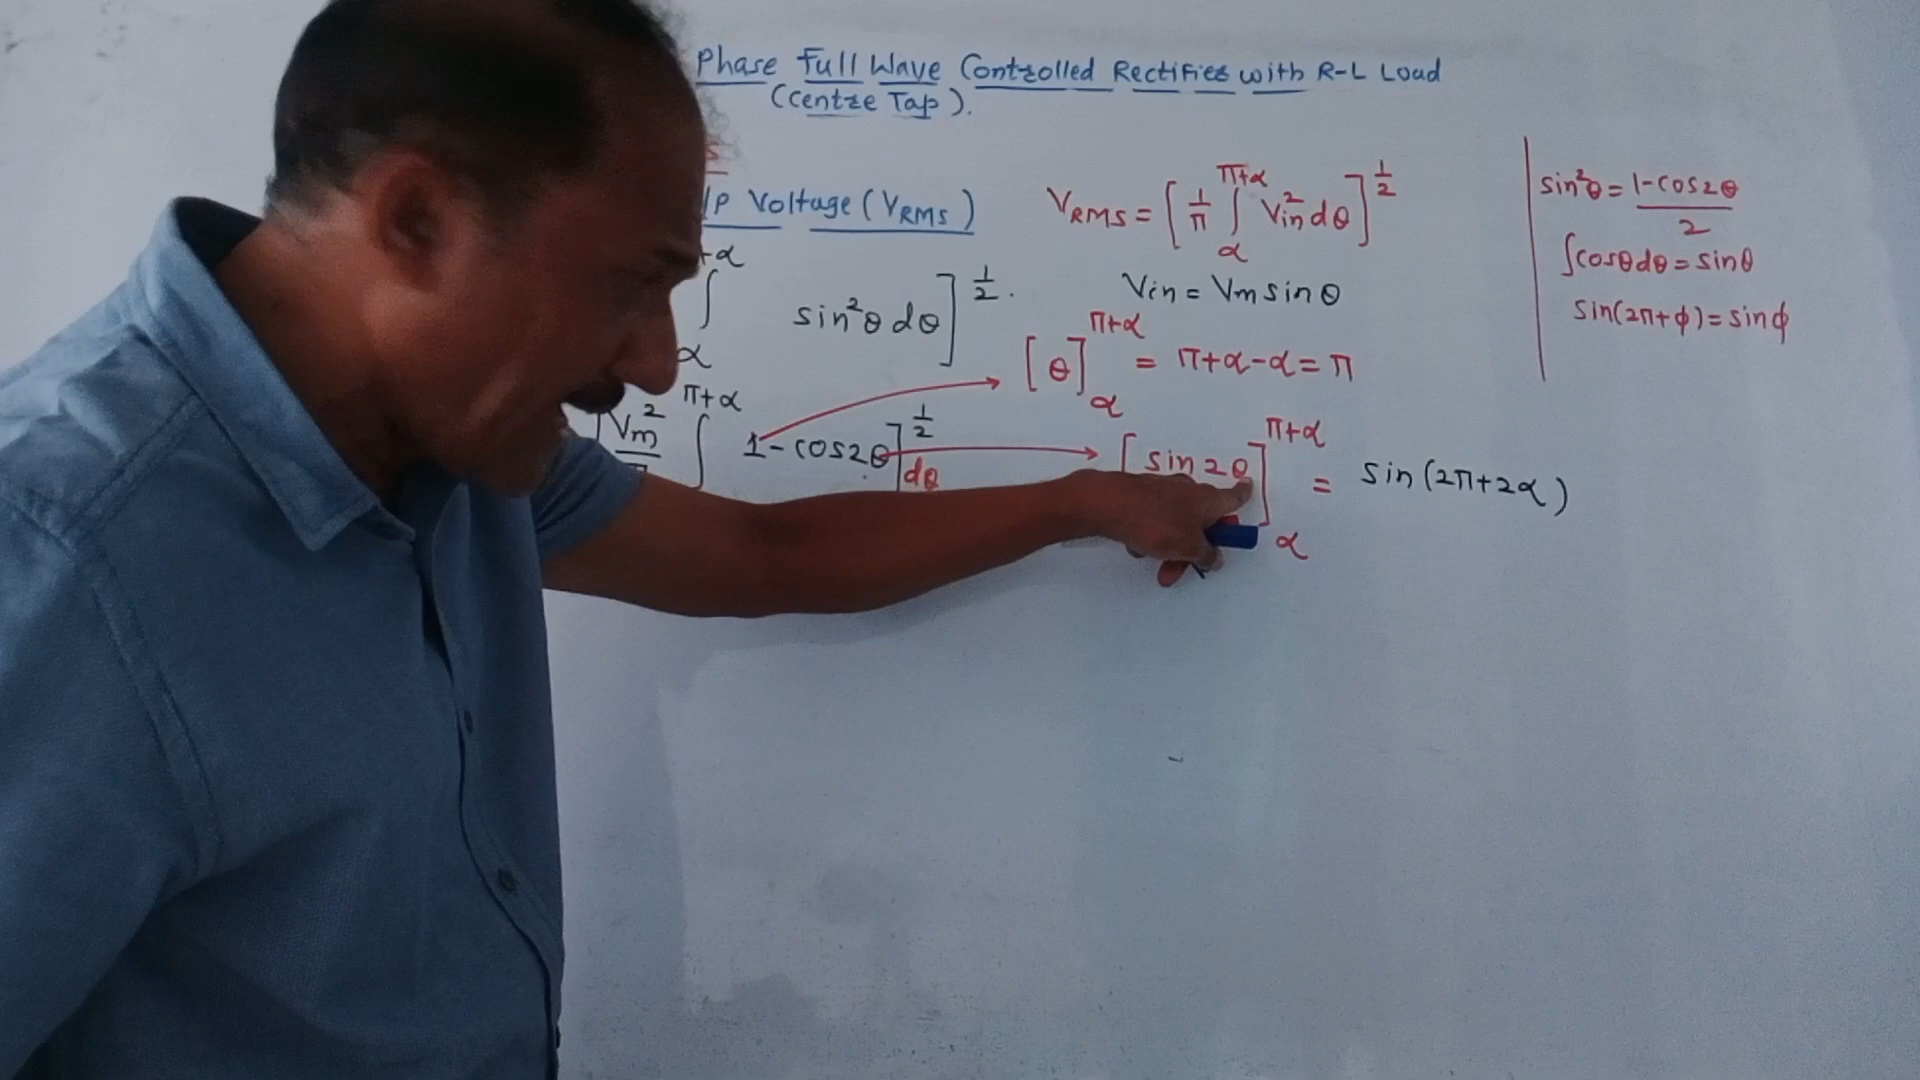 Phase Full Wave Controlled Rectifier with R-L Load
(Centre Tap).
S
/P Voltage (VRMS)
VRMS = [1/π ∫α^π+α Vin² dθ]^1/2
+α
∫ sin²θ dθ]^1/2.
α
Vin = Vm sin θ
[θ]α^π+α = π+α-α = π
Vm² ∫^π+α 1-cos2θ]^1/2 dθ
[sin 2θ]α^π+α = sin(2π+2α)
sin²θ = 1-cos2θ/2
∫cosθdθ = sinθ
sin(2π+ϕ) = sinϕ